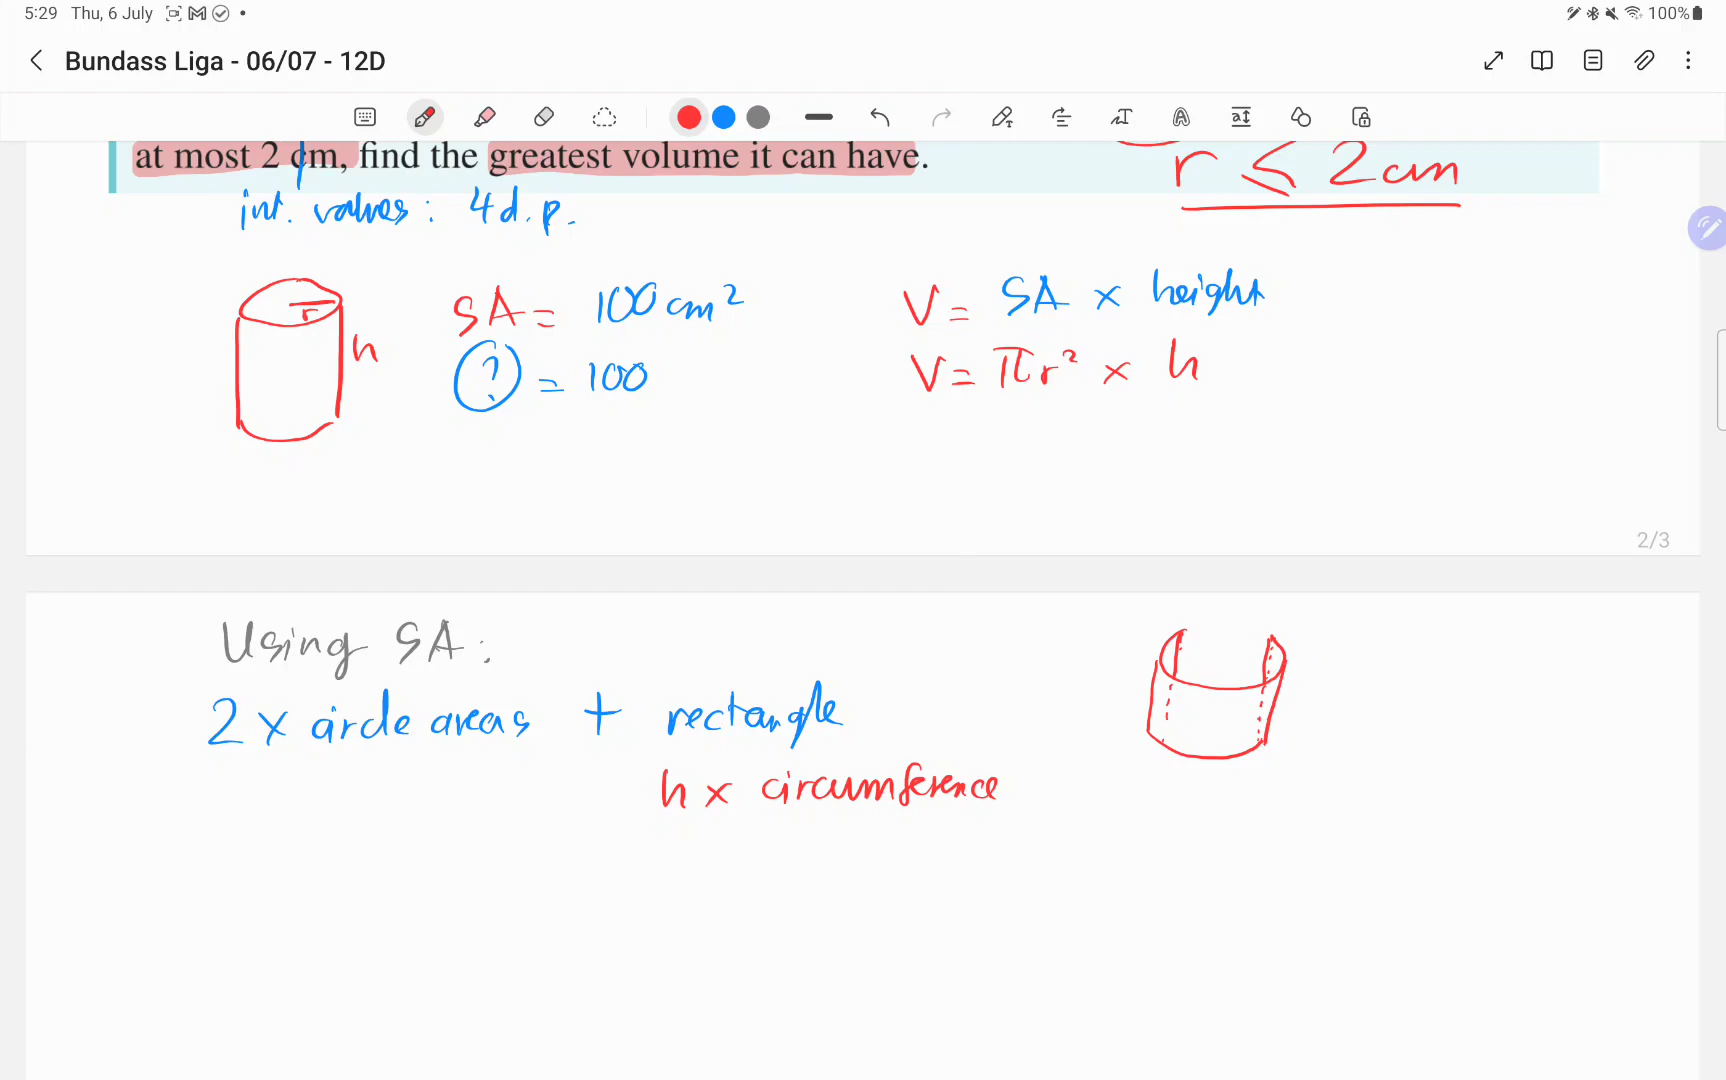 5:29 Thu, 6 July 100%
Bundass Liga - 06/07 - 12D
at most 2 cm, find the greatest volume it can have.
r ≤ 2cm
int. values : 4 d.p.
r
h
SA = 100 cm²
? = 100
V = SA × height
V = πr² × h
2/3
Using SA :
2 × circle areas + rectangle
h × circumference